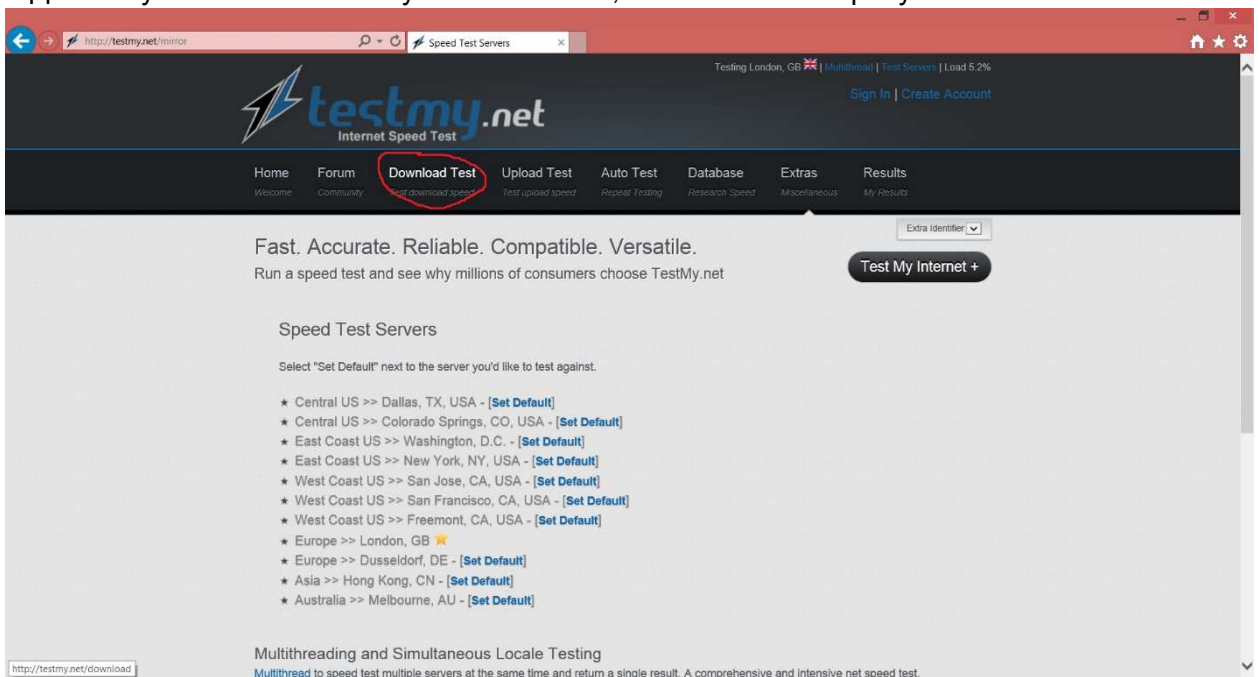 http://testmy.net/mirror
Speed Test Servers
Testing London, GB | Multithread | Test Servers | Load 5.2%
Sign In | Create Account
testmy.net
Internet Speed Test
Home Forum Download Test Upload Test Auto Test Database Extras Results
Welcome Community Test download speed Test upload speed Repeat Testing Research Speed Miscellaneous My Results
Extra Identifier
Fast. Accurate. Reliable. Compatible. Versatile.
Run a speed test and see why millions of consumers choose TestMy.net
Test My Internet +
Speed Test Servers
Select "Set Default" next to the server you'd like to test against.
★ Central US >> Dallas, TX, USA - [Set Default]
★ Central US >> Colorado Springs, CO, USA - [Set Default]
★ East Coast US >> Washington, D.C. - [Set Default]
★ East Coast US >> New York, NY, USA - [Set Default]
★ West Coast US >> San Jose, CA, USA - [Set Default]
★ West Coast US >> San Francisco, CA, USA - [Set Default]
★ West Coast US >> Freemont, CA, USA - [Set Default]
★ Europe >> London, GB
★ Europe >> Dusseldorf, DE - [Set Default]
★ Asia >> Hong Kong, CN - [Set Default]
★ Australia >> Melbourne, AU - [Set Default]
Multithreading and Simultaneous Locale Testing
Multithread to speed test multiple servers at the same time and return a single result. A comprehensive and intensive net speed test.
http://testmy.net/download